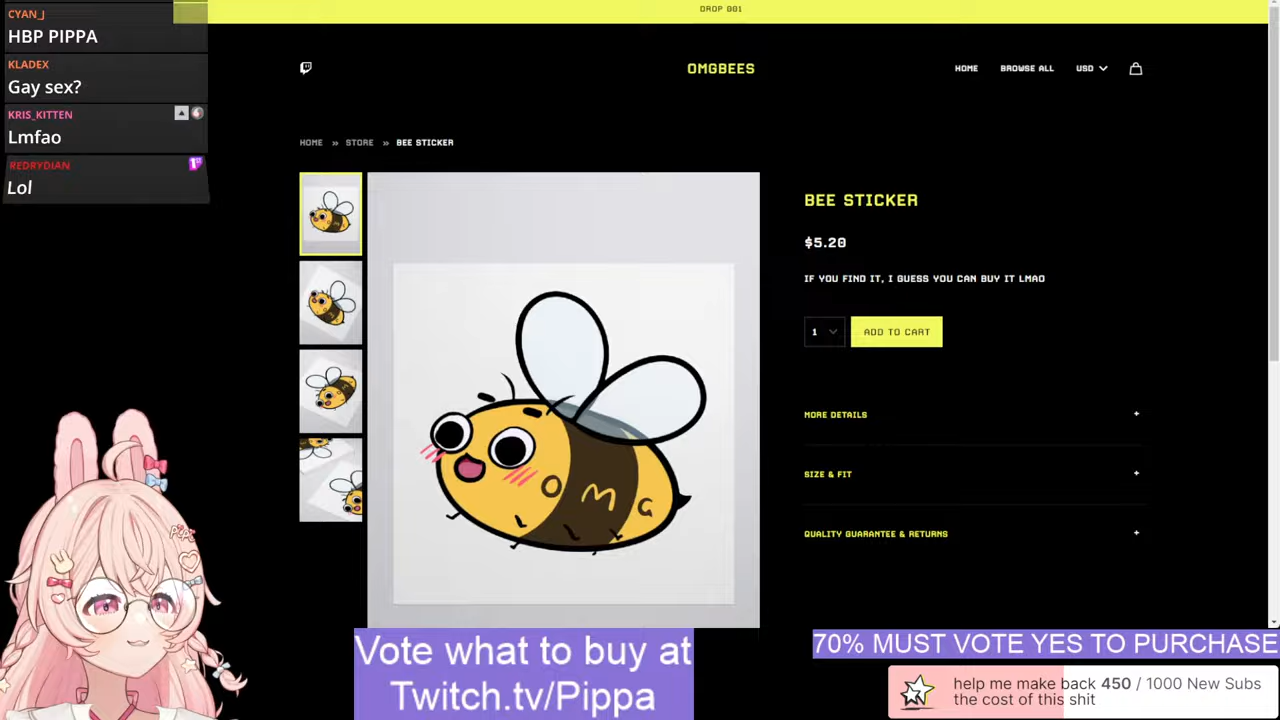 CYAN_J
HBP PIPPA
KLADEX
Gay sex?
KRIS_KITTEN
Lmfao
REDRYDIAN
Lol
DROP 001
OMGBEES
HOME
BROWSE ALL
USD
HOME » STORE » BEE STICKER
OMG
BEE STICKER
$5.20
IF YOU FIND IT, I GUESS YOU CAN BUY IT LMAO
1
ADD TO CART
MORE DETAILS +
SIZE & FIT +
QUALITY GUARANTEE & RETURNS +
Pippa
Vote what to buy at
Twitch.tv/Pippa
70% MUST VOTE YES TO PURCHASE
help me make back 450 / 1000 New Subs
the cost of this shit